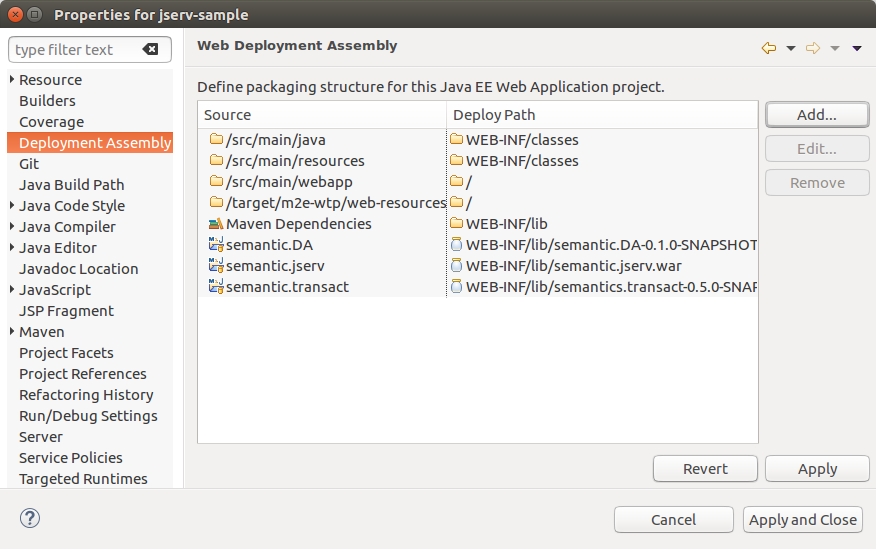 Properties for jserv-sample
type filter text
Resource
Builders
Coverage
Deployment Assembly
Git
Java Build Path
Java Code Style
Java Compiler
Java Editor
Javadoc Location
JavaScript
JSP Fragment
Maven
Project Facets
Project References
Refactoring History
Run/Debug Settings
Server
Service Policies
Targeted Runtimes
Web Deployment Assembly
Define packaging structure for this Java EE Web Application project.
Source Deploy Path
/src/main/java WEB-INF/classes
/src/main/resources WEB-INF/classes
/src/main/webapp /
/target/m2e-wtp/web-resources /
Maven Dependencies WEB-INF/lib
semantic.DA WEB-INF/lib/semantic.DA-0.1.0-SNAPSHOT
semantic.jserv WEB-INF/lib/semantic.jserv.war
semantic.transact WEB-INF/lib/semantics.transact-0.5.0-SNAP
Add...
Edit...
Remove
Revert Apply
Cancel Apply and Close